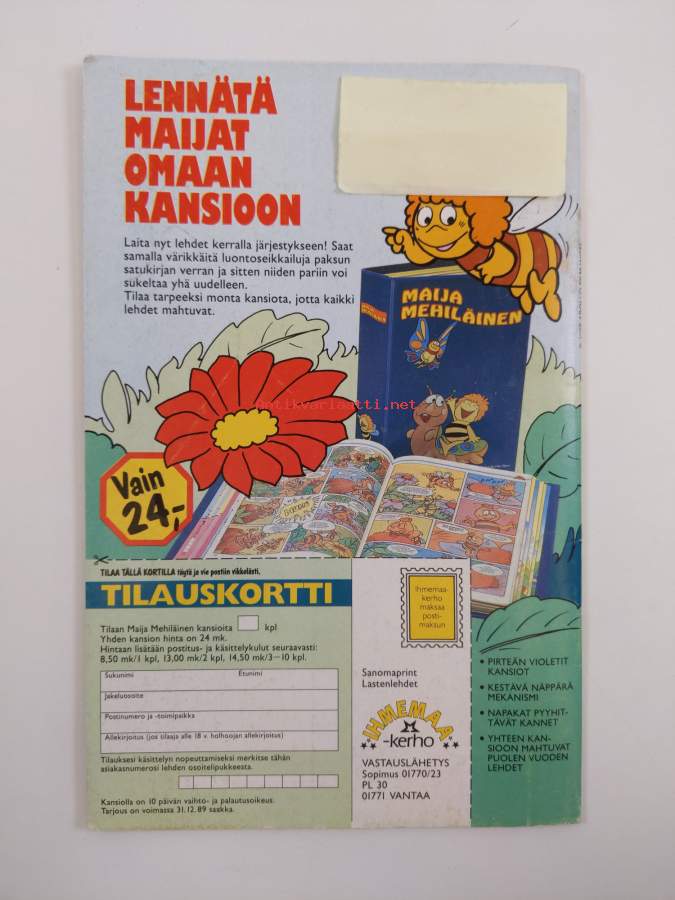 LENNÄTÄ
MAIJAT
OMAAN
KANSIOON
Laita nyt lehdet kerralla järjestykseen! Saat
samalla värikkäitä luontoseikkailuja paksun
satukirjan verran ja sitten niiden pariin voi
sukeltaa yhä uudelleen.
Tilaa tarpeeksi monta kansiota, jotta kaikki
lehdet mahtuvat.
MAIJA
MEHILÄINEN
Antikvariaatti.net
Vain
24,-
TILAA TÄLLÄ KORTILLA täytä ja vie postiin vikkelästi.
TILAUSKORTTI
Tilaan Maija Mehiläinen kansioita kpl
Yhden kansion hinta on 24 mk.
Hintaan lisätään postitus- ja käsittelykulut seuraavasti:
8,50 mk/1 kpl, 13,00 mk/2 kpl, 14,50 mk/3—10 kpl.
Sukunimi Etunimi
Jakeluosoite
Postinumero ja -toimipaikka
Allekirjoitus (jos tilaaja alle 18 v. holhoojan allekirjoitus)
Tilauksesi käsittelyn nopeuttamiseksi merkitse tähän
asiakasnumerosi lehden osoitelipukkeesta.
Kansiolla on 10 päivän vaihto- ja palautusoikeus.
Tarjous on voimassa 31.12.89 saakka.
Ihmemaa-
kerho
maksaa
posti-
maksun
Sanomaprint
Lastenlehdet
IHMEMAA
-kerho
VASTAUSLÄHETYS
Sopimus 01770/23
PL 30
01771 VANTAA
• PIRTEÄN VIOLETIT
KANSIOT
• KESTÄVÄ NÄPPÄRÄ
MEKANISMI
• NAPAKAT PYYHIT-
TÄVÄT KANNET
• YHTEEN KAN-
SIOON MAHTUVAT
PUOLEN VUODEN
LEHDET